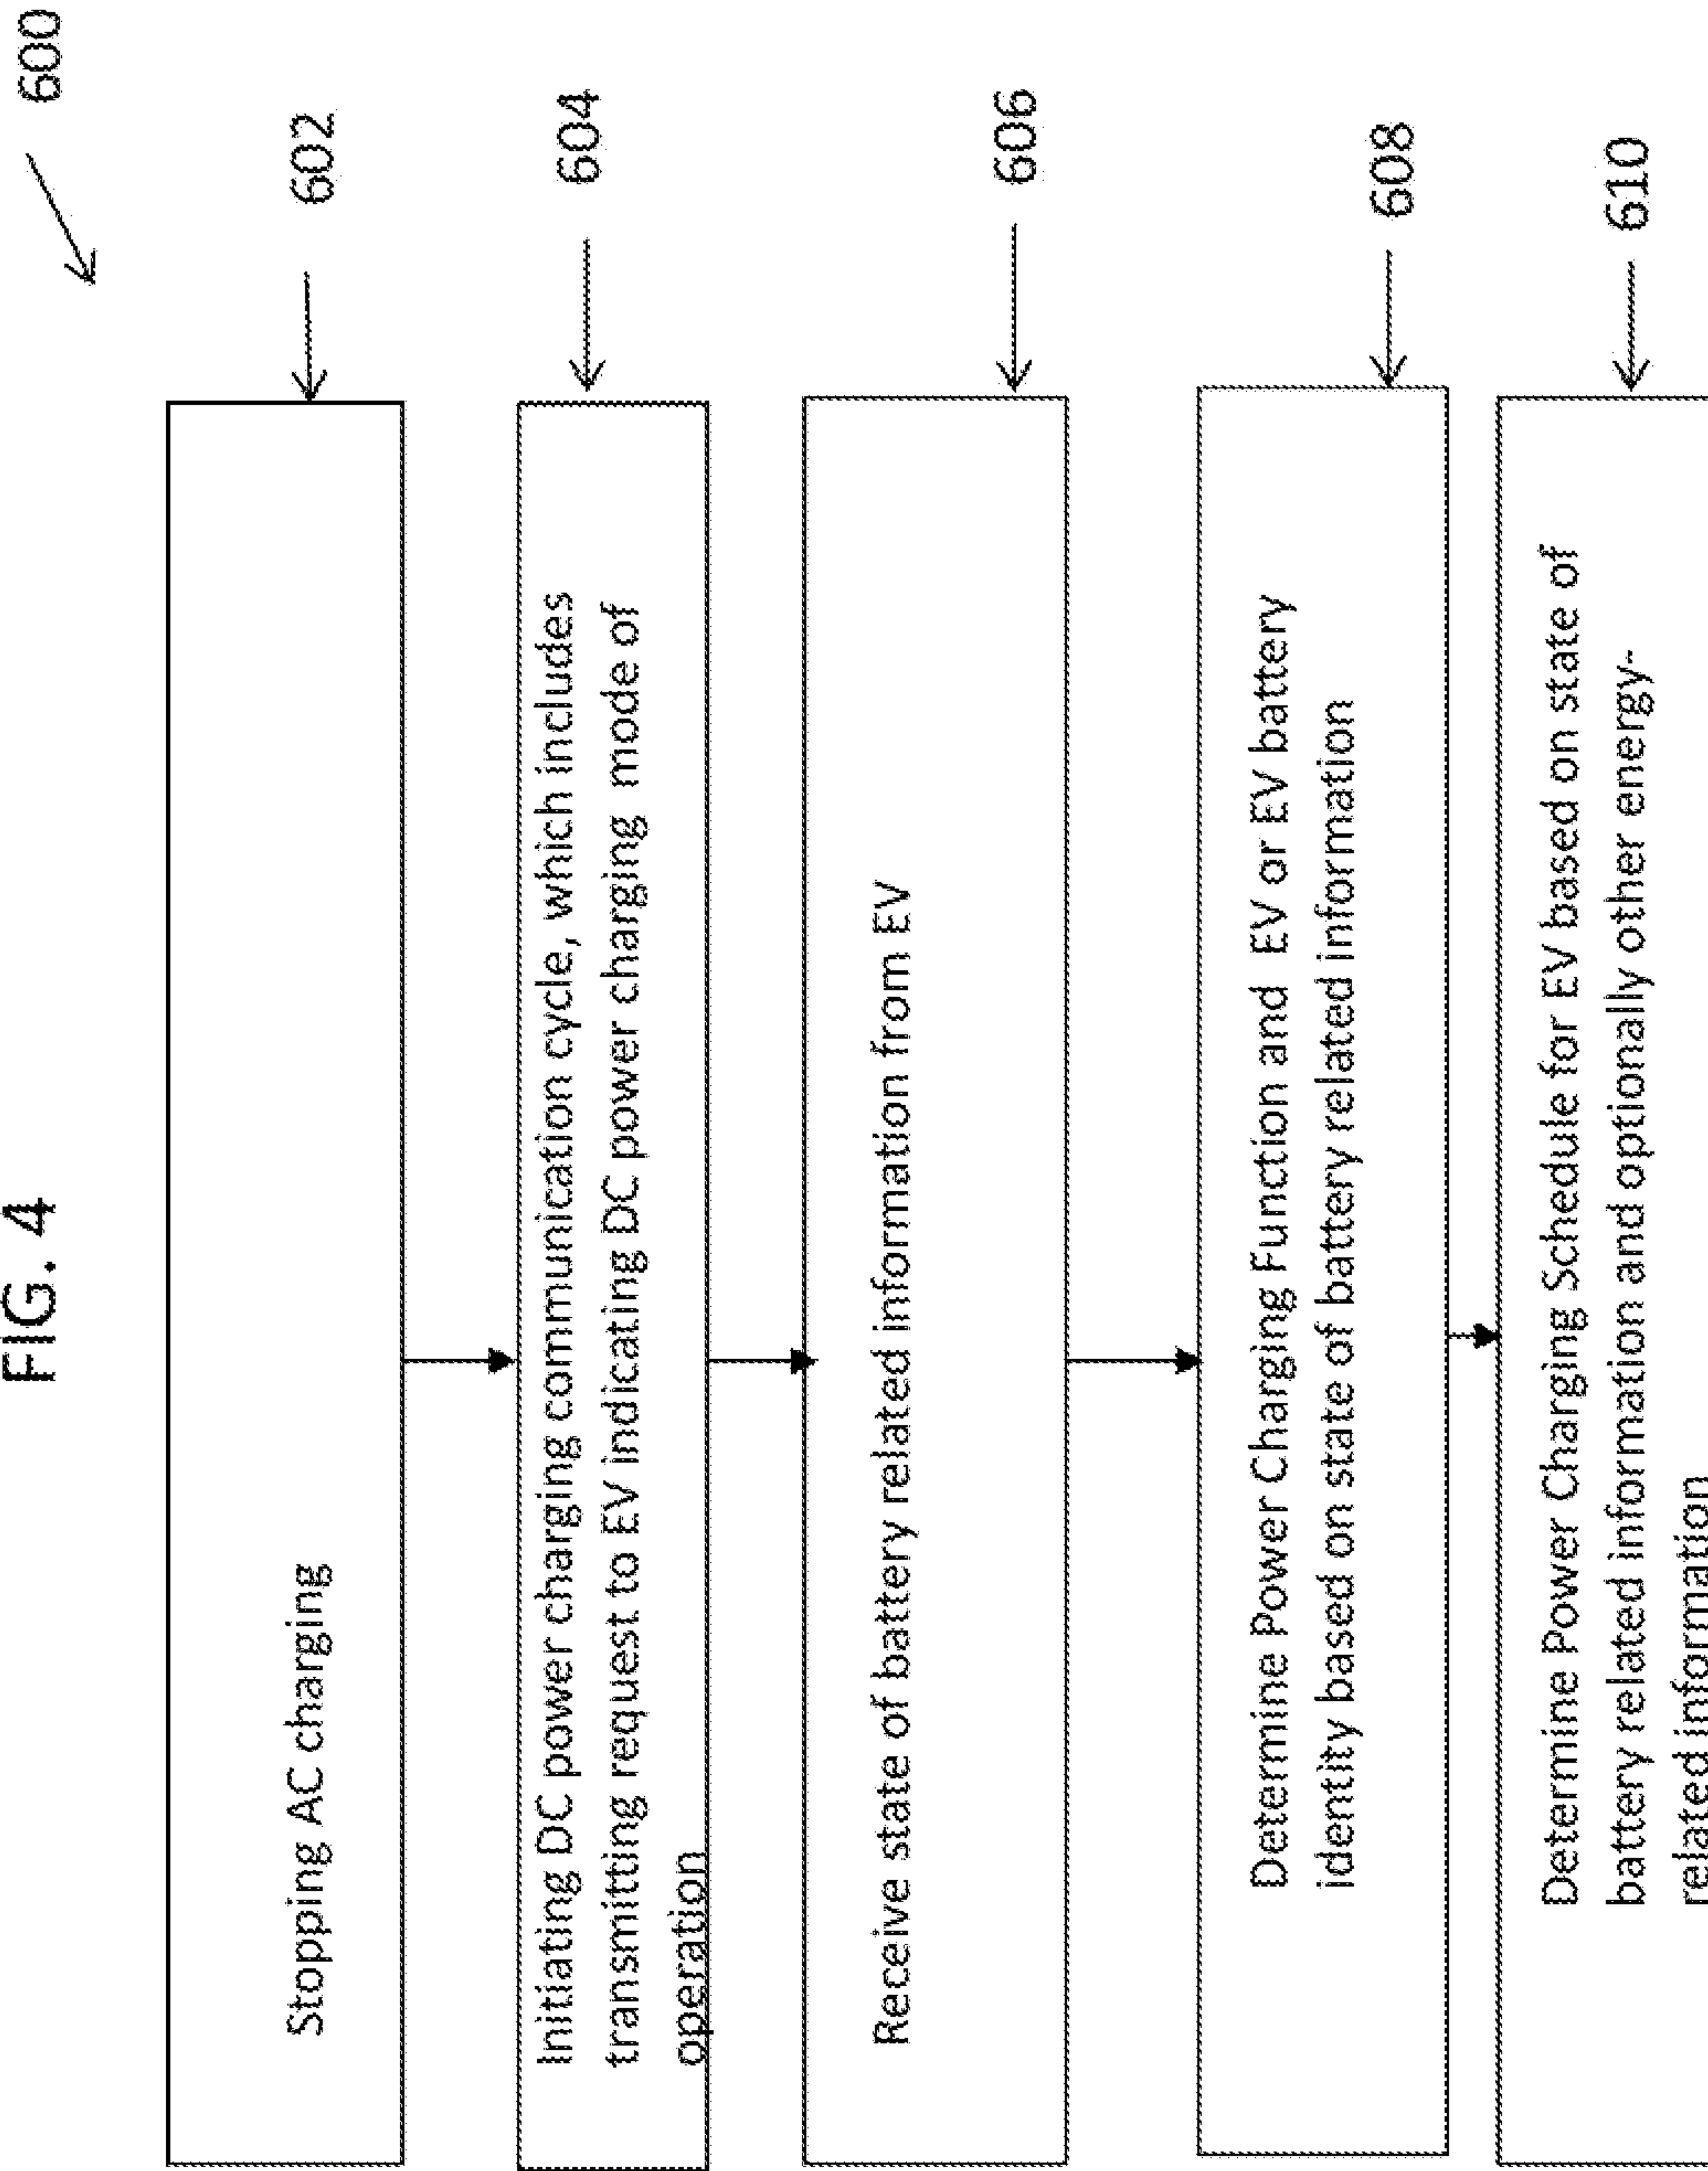 FIG. 4
600
Stopping AC charging
602
Initiating DC power charging communication cycle, which includes
transmitting request to EV indicating DC power charging mode of
operation
604
Receive state of battery related information from EV
606
Determine Power Charging Function and EV or EV battery
identity based on state of battery related information
608
Determine Power Charging Schedule for EV based on state of
battery related information and optionally other energy-
related information
610